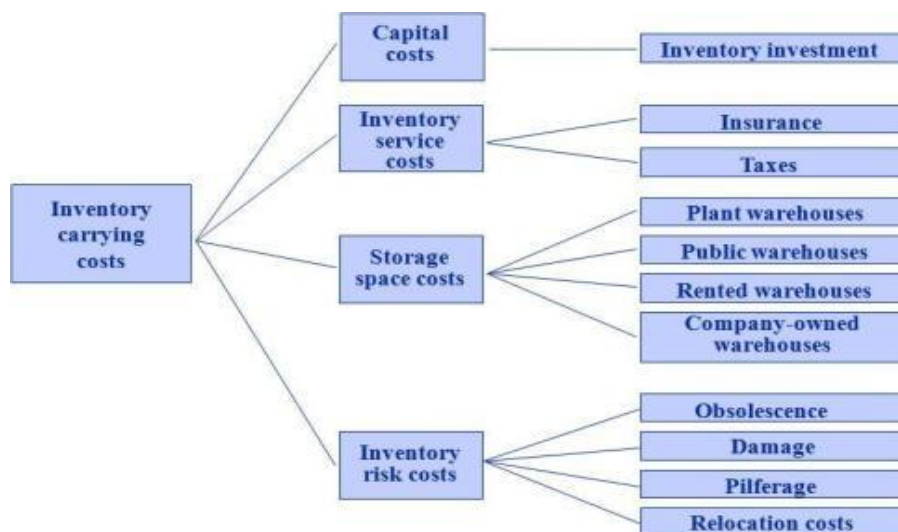 Inventory
carrying
costs
Capital
costs
Inventory
service
costs
Storage
space costs
Inventory
risk costs
Inventory investment
Insurance
Taxes
Plant warehouses
Public warehouses
Rented warehouses
Company-owned
warehouses
Obsolescence
Damage
Pilferage
Relocation costs